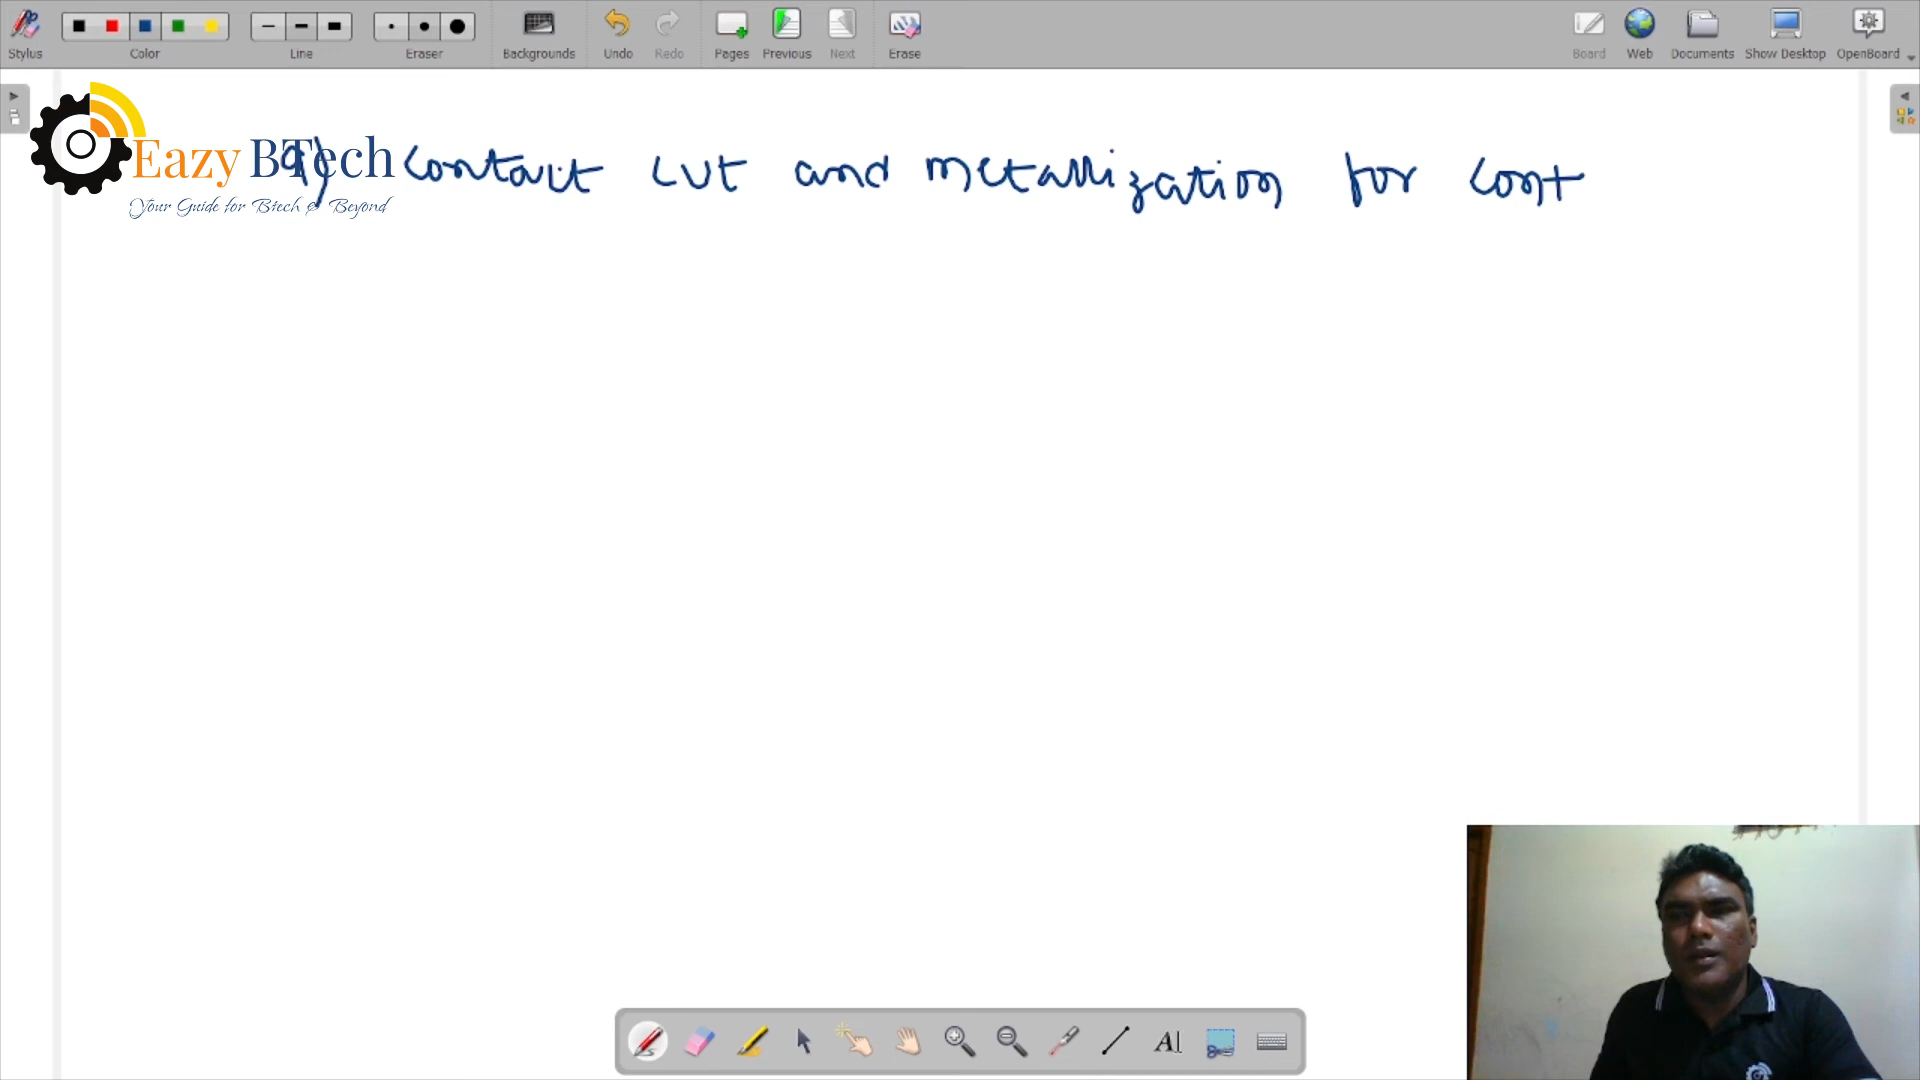 Stylus Color Line Eraser Backgrounds Undo Redo Pages Previous Next Erase Board Web Documents Show Desktop OpenBoard
Eazy BTech
Your Guide for Btech & Beyond
9) contact cut and metallization for cont
A